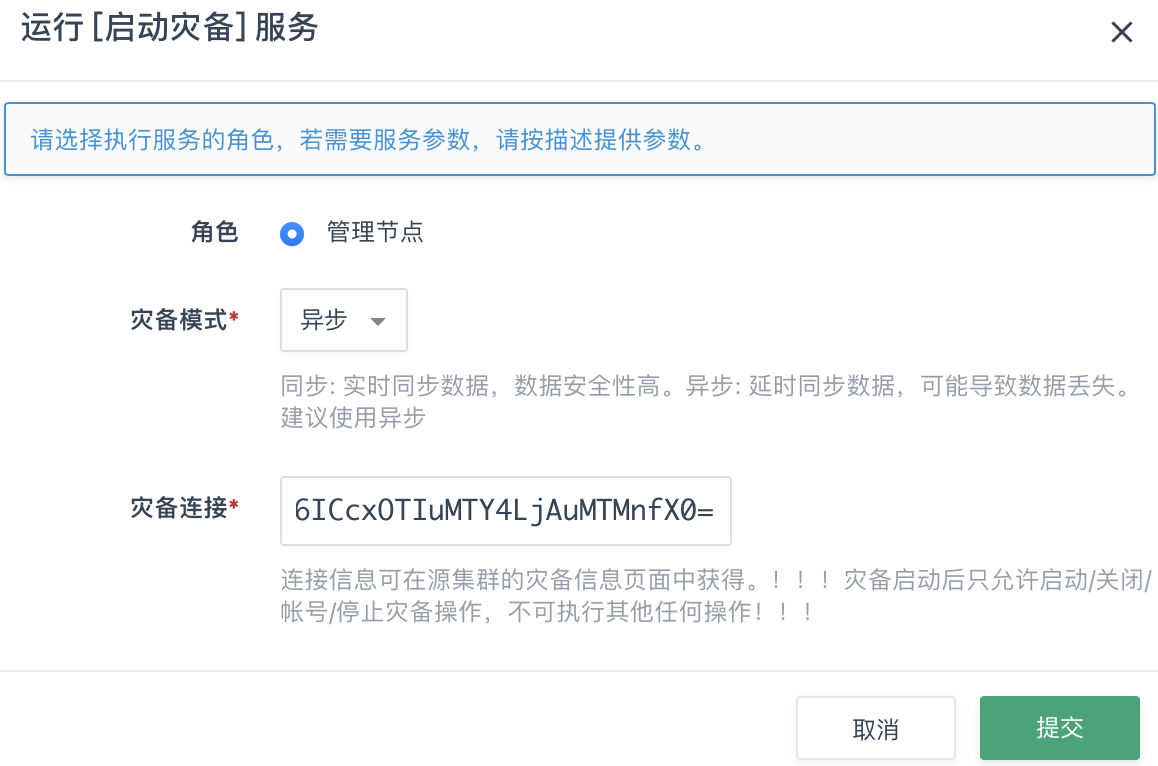 运行[启动灾备]服务
请选择执行服务的角色，若需要服务参数，请按描述提供参数。
角色 管理节点
灾备模式* 异步
同步: 实时同步数据，数据安全性高。异步: 延时同步数据，可能导致数据丢失。
建议使用异步
灾备连接* 6ICcxOTIuMTY4LjAuMTMnfX0=
连接信息可在源集群的灾备信息页面中获得。！！！灾备启动后只允许启动/关闭/
帐号/停止灾备操作，不可执行其他任何操作！！！
取消 提交